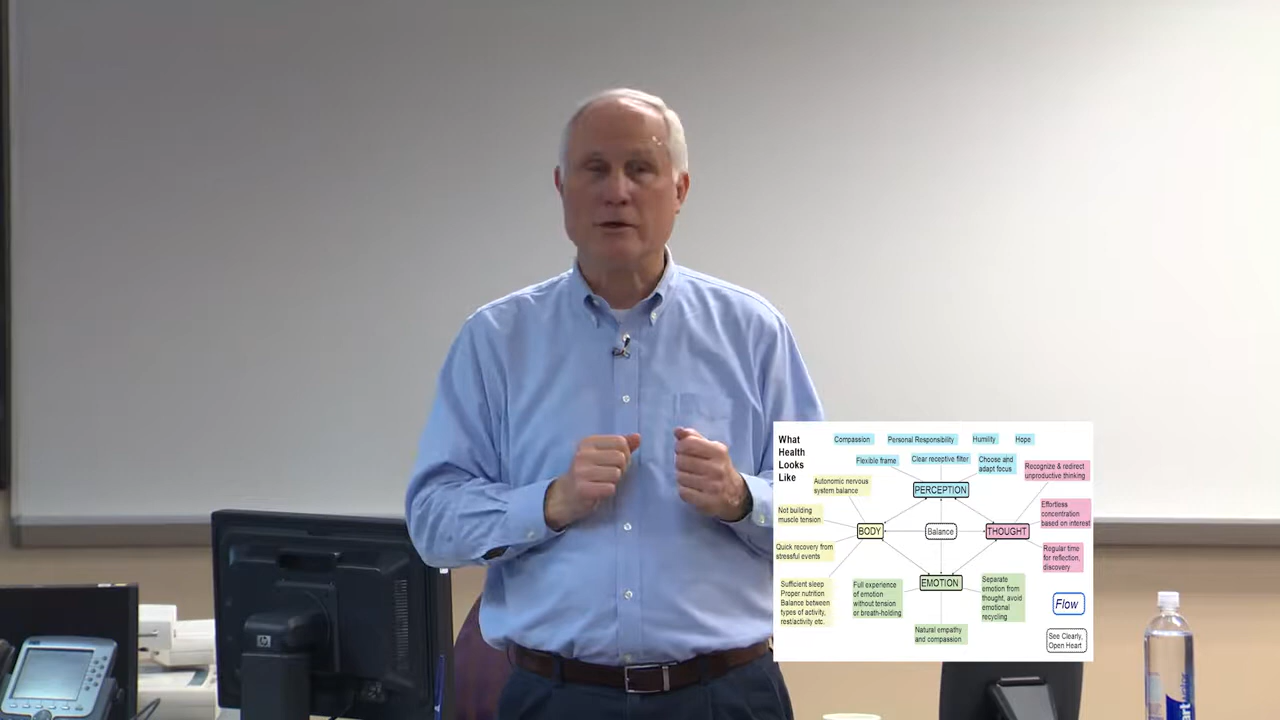 What
Health
Looks
Like
Compassion
Personal Responsibility
Humility
Hope
Flexible frame
Clear receptive filter
Choose and
adapt focus
Recognize & redirect
unproductive thinking
Autonomic nervous
system balance
PERCEPTION
Not building
muscle tension
Effortless
concentration
based on interest
BODY
Balance
THOUGHT
Quick recovery from
stressful events
Regular time
for reflection,
discovery
EMOTION
Sufficient sleep
Proper nutrition
Balance between
types of activity,
rest/activity etc.
Full experience
of emotion
without tension
or breath-holding
Separate
emotion from
thought, avoid
emotional
recycling
Flow
Natural empathy
and compassion
See Clearly,
Open Heart
hp